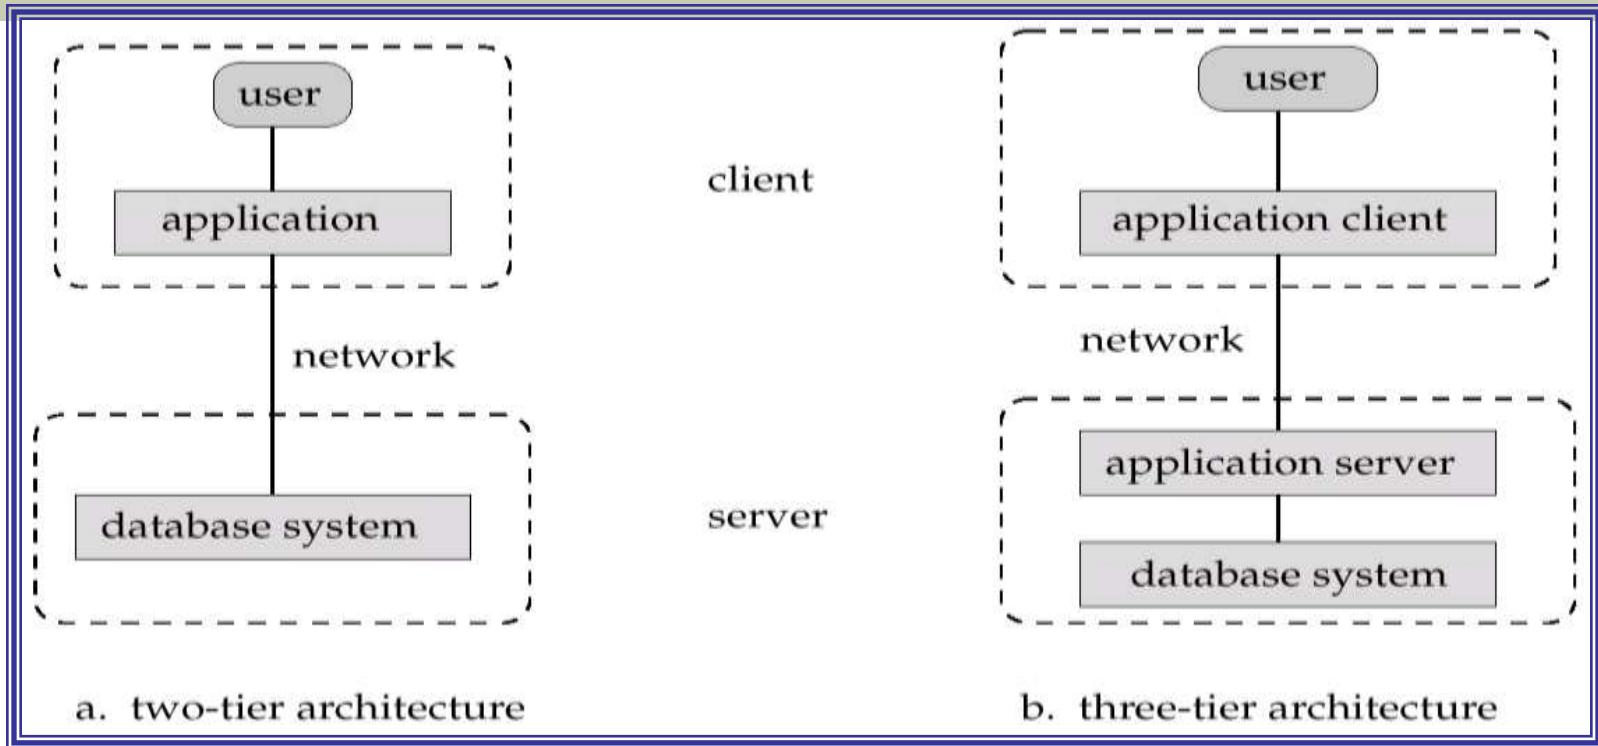 user
application
network
database system
a. two-tier architecture
client
server
user
application client
network
application server
database system
b. three-tier architecture